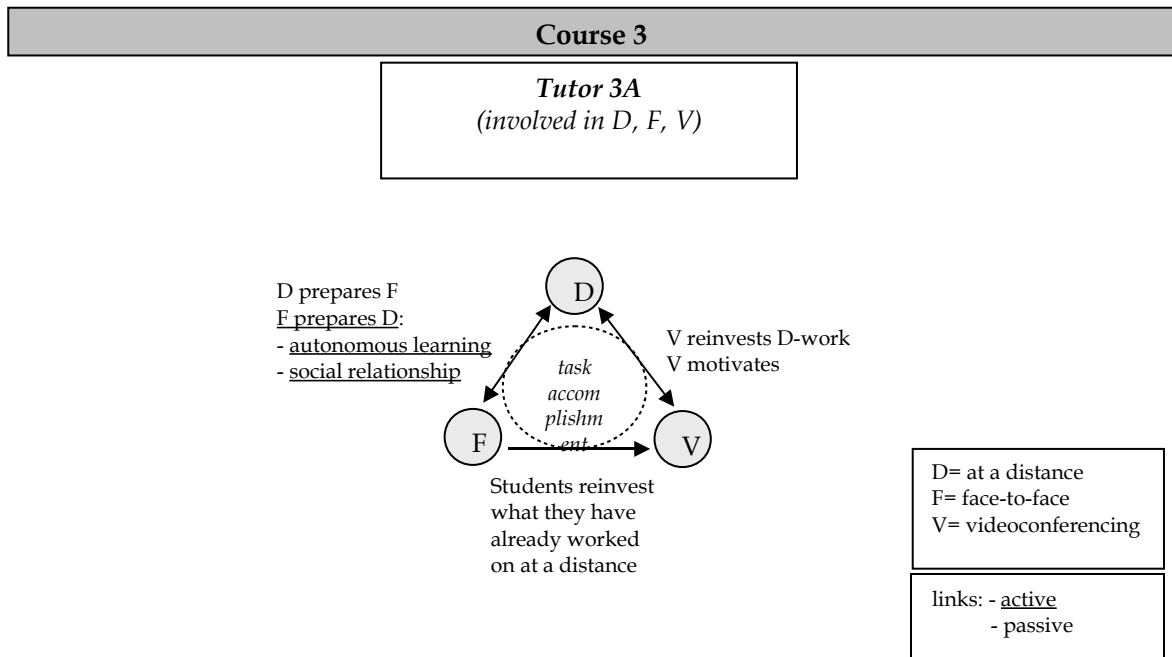 Course 3
Tutor 3A
(involved in D, F, V)
D prepares F
F prepares D:
- autonomous learning
- social relationship
D
V reinvests D-work
V motivates
task
accom
plishm
ent
F
V
Students reinvest
what they have
already worked
on at a distance
D= at a distance
F= face-to-face
V= videoconferencing
links: - active
- passive